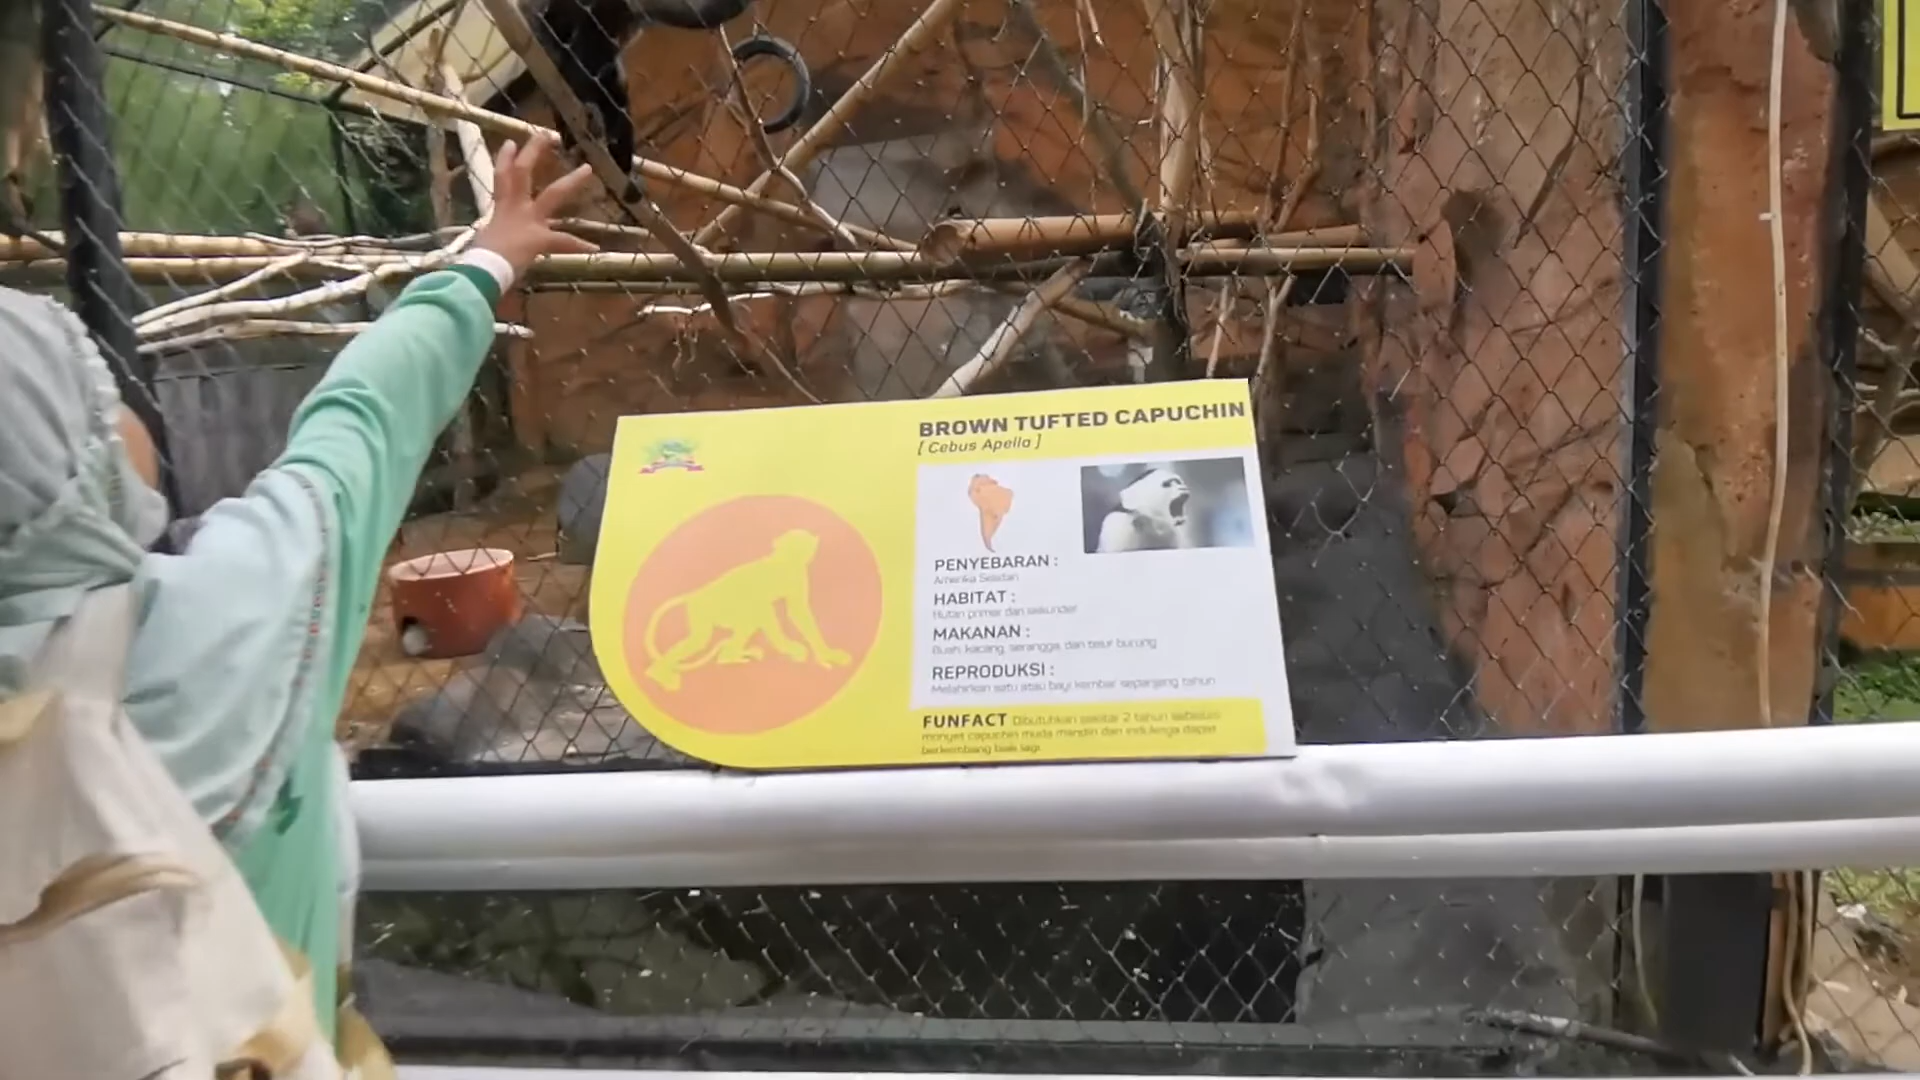 BROWN TUFTED CAPUCHIN
[ Cebus Apella ]
PENYEBARAN :
Amerika Selatan
HABITAT :
Hutan primer dan sekunder
MAKANAN :
Buah, kacang, serangga, dan telur burung
REPRODUKSI :
Melahirkan satu atau bayi kembar sepanjang tahun
FUNFACT Dibutuhkan sekitar 2 tahun sebelum
monyet capuchin muda mandiri dan induknya dapat
berkembang biak lagi.